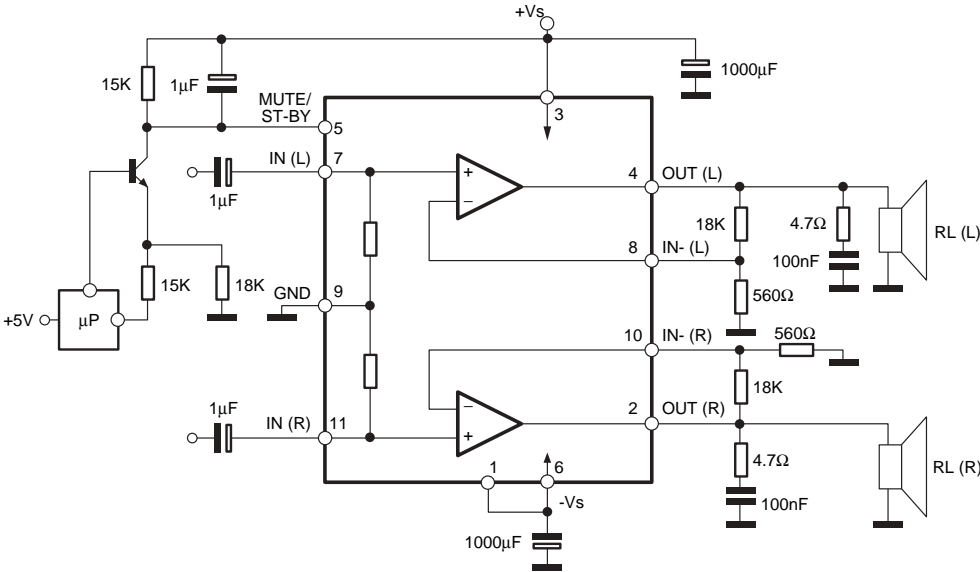 +Vs
15K
1μF
1000μF
MUTE/
ST-BY
5
3
IN (L)
7
1μF
+
−
4
OUT (L)
18K
4.7Ω
RL (L)
8
IN- (L)
100nF
15K
18K
GND
9
560Ω
+5V
μP
10
IN- (R)
560Ω
18K
1μF
IN (R)
11
−
+
2
OUT (R)
4.7Ω
RL (R)
1
6
100nF
-Vs
1000μF